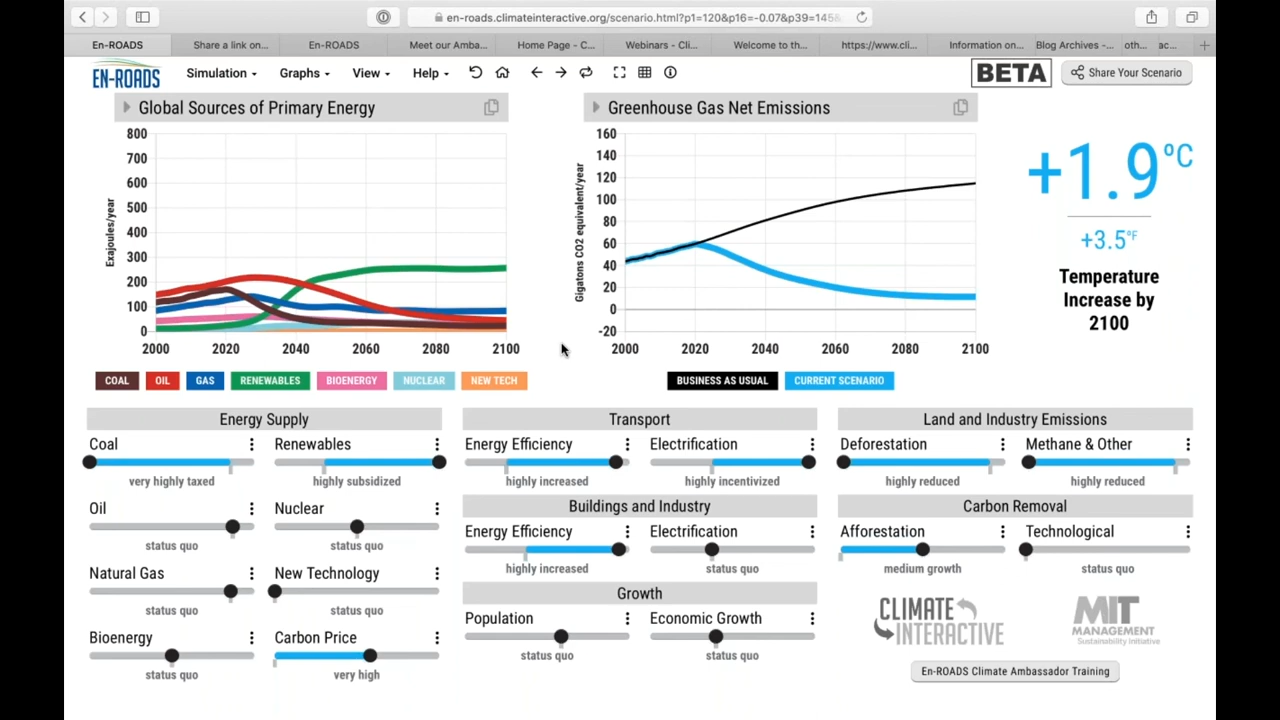 en-roads.climateinteractive.org/scenario.html?p1=120&p16=-0.07&p39=145&
En-ROADS
Share a link on...
En-ROADS
Meet our Amba...
Home Page - C...
Webinars - Cli...
Welcome to th...
https://www.cli...
Information on...
Blog Archives -...
oth...
ac...
EN-ROADS
Simulation
Graphs
View
Help
BETA
Share Your Scenario
Global Sources of Primary Energy
Exajoules/year
800
700
600
500
400
300
200
100
0
2000 2020 2040 2060 2080 2100
COAL OIL GAS RENEWABLES BIOENERGY NUCLEAR NEW TECH
Greenhouse Gas Net Emissions
Gigatons CO2 equivalent/year
160
140
120
100
80
60
40
20
0
-20
2000 2020 2040 2060 2080 2100
BUSINESS AS USUAL CURRENT SCENARIO
+1.9°C
+3.5°F
Temperature
Increase by
2100
Energy Supply
Coal
very highly taxed
Renewables
highly subsidized
Oil
status quo
Nuclear
status quo
Natural Gas
status quo
New Technology
status quo
Bioenergy
status quo
Carbon Price
very high
Transport
Energy Efficiency
highly increased
Electrification
highly incentivized
Buildings and Industry
Energy Efficiency
highly increased
Electrification
status quo
Growth
Population
status quo
Economic Growth
status quo
Land and Industry Emissions
Deforestation
highly reduced
Methane & Other
highly reduced
Carbon Removal
Afforestation
medium growth
Technological
status quo
CLIMATE
INTERACTIVE
MIT
MANAGEMENT
Sustainability Initiative
En-ROADS Climate Ambassador Training